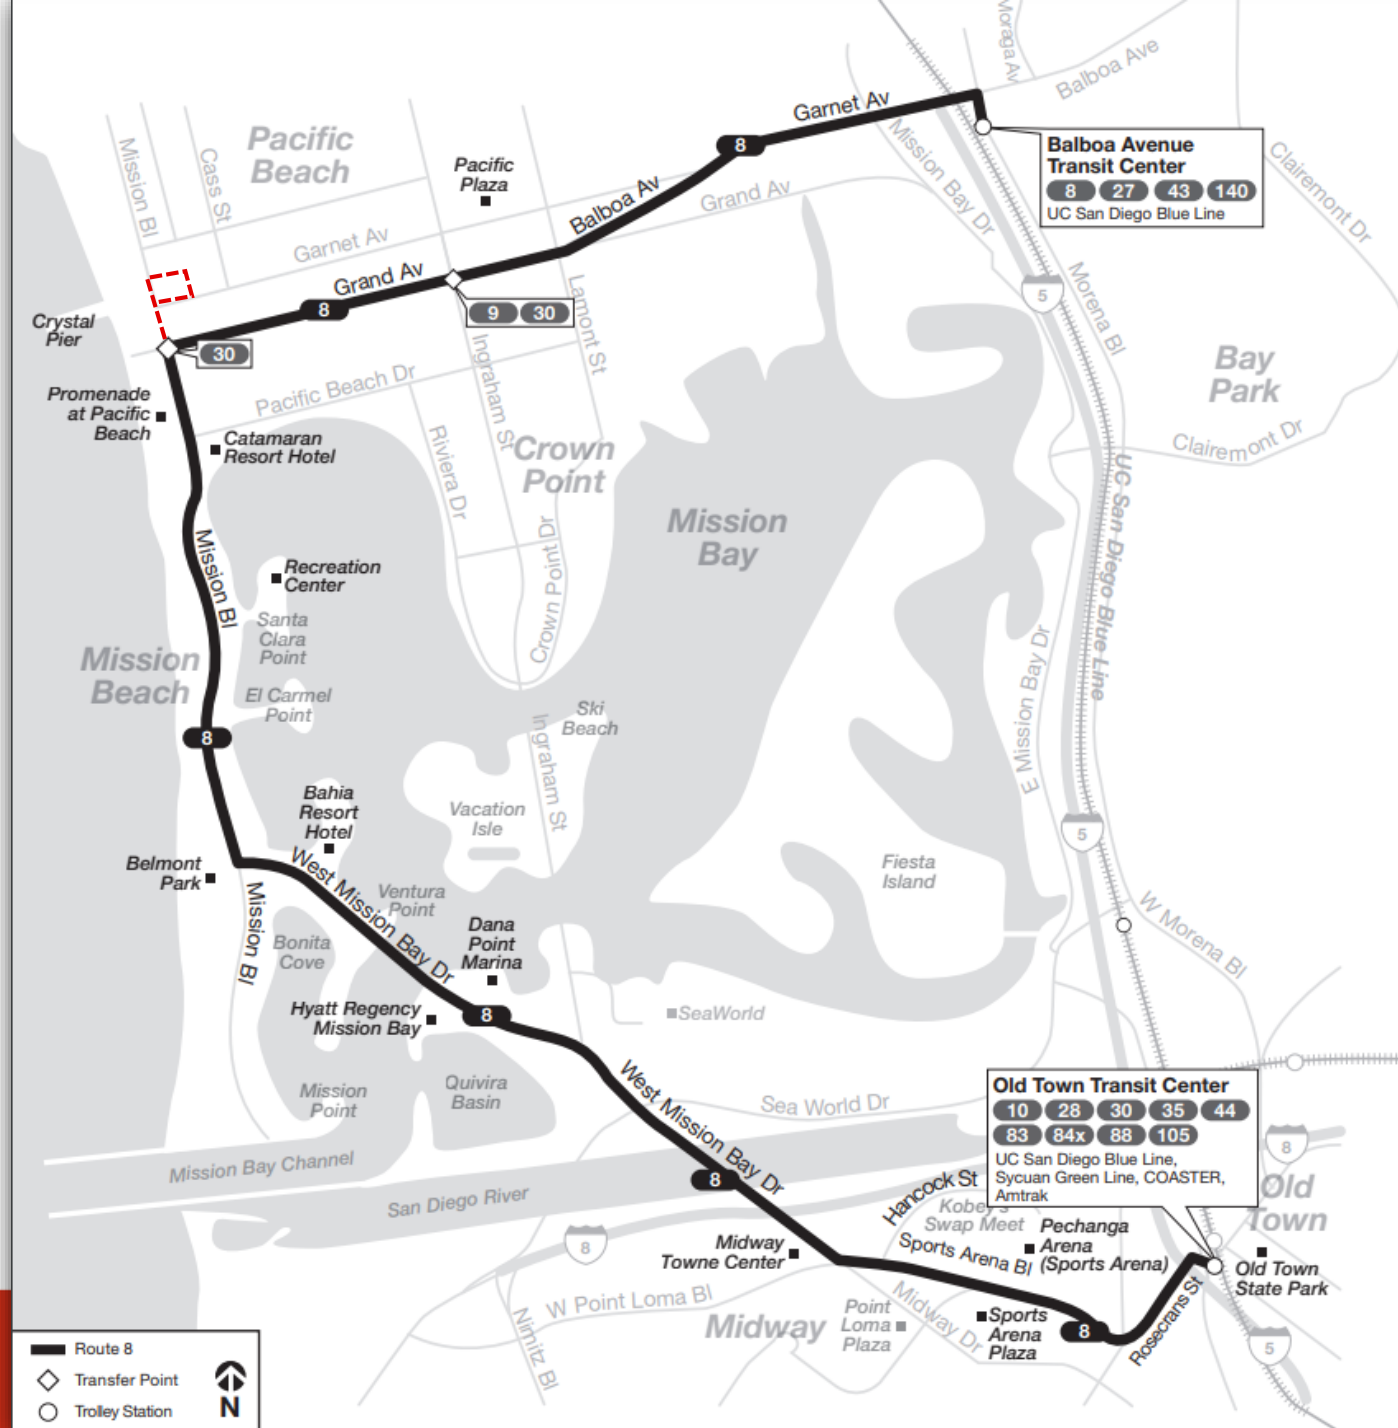 Moraga Av
Balboa Ave
Garnet Av
8
Mission Bl
Cass St
Pacific
Beach
Pacific
Plaza
Mission Bay Dr
Balboa Avenue
Transit Center
8 27 43 140
UC San Diego Blue Line
Clairemont Dr
Balboa Av
Grand Av
Garnet Av
Grand Av
8
9 30
Lamont St
5
Morena Bl
Crystal
Pier
30
Ingraham St
Bay
Park
Promenade
at Pacific
Beach
Pacific Beach Dr
Catamaran
Resort Hotel
Riviera Dr
Crown
Point
Clairemont Dr
UC San Diego Blue Line
Mission
Bay
Mission Bl
Recreation
Center
Crown Point Dr
Santa
Clara
Point
Mission
Beach
El Carmel
Point
E Mission Bay Dr
Ski
Beach
8
Ingraham St
Bahia
Resort
Hotel
Vacation
Isle
5
Belmont
Park
West Mission Bay Dr
Fiesta
Island
Mission Bl
Ventura
Point
W Morena Bl
Bonita
Cove
Dana
Point
Marina
Hyatt Regency
Mission Bay
8
SeaWorld
Mission
Point
Quivira
Basin
West Mission Bay Dr
Sea World Dr
Old Town Transit Center
10 28 30 35 44
83 84x 88 105
UC San Diego Blue Line,
Sycuan Green Line, COASTER,
Amtrak
8
Mission Bay Channel
San Diego River
8
Hancock St
Kobey's
Swap Meet
Old
Town
8
Midway
Towne Center
Sports Arena Bl
Pechanga
Arena
(Sports Arena)
Old Town
State Park
W Point Loma Bl
Nimitz Bl
Midway
Point
Loma
Plaza
Midway Dr
Sports
Arena
Plaza
8
Rosecrans St
5
Route 8
Transfer Point
Trolley Station
N